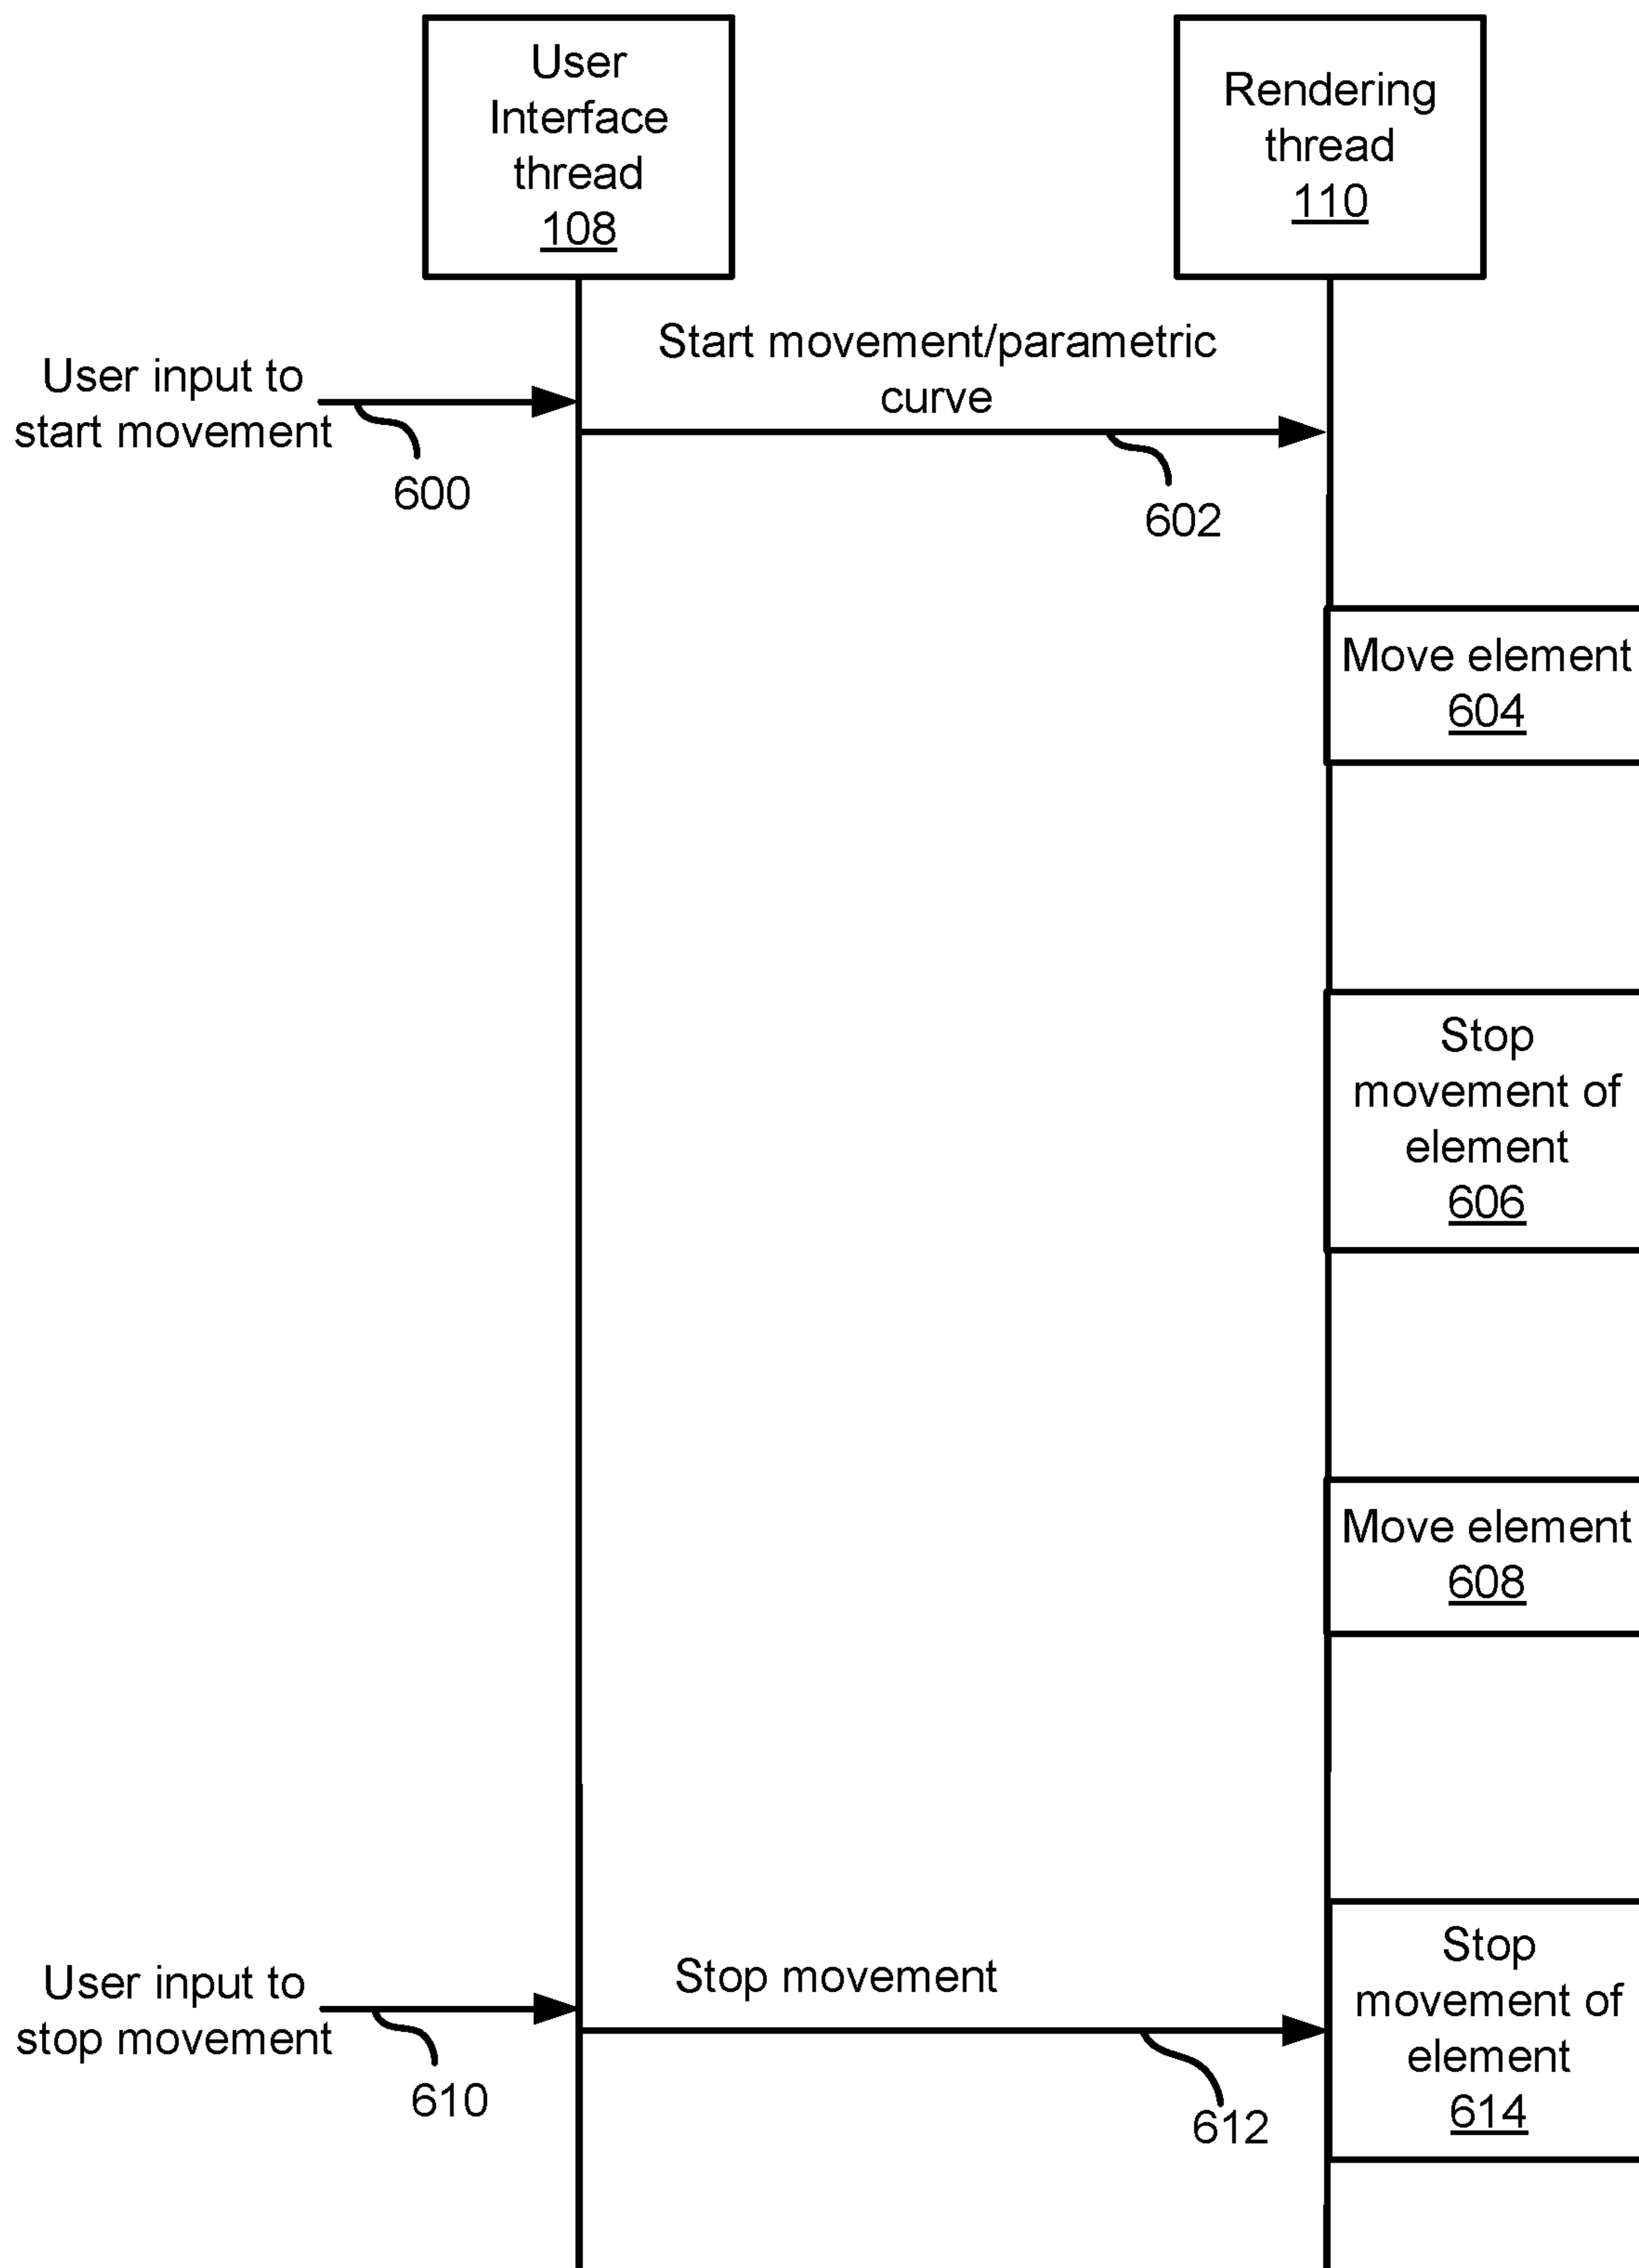 User
Interface
thread
108
Rendering
thread
110
Start movement/parametric
curve
User input to
start movement
600
602
Move element
604
Stop
movement of
element
606
Move element
608
User input to
stop movement
Stop movement
610
612
Stop
movement of
element
614